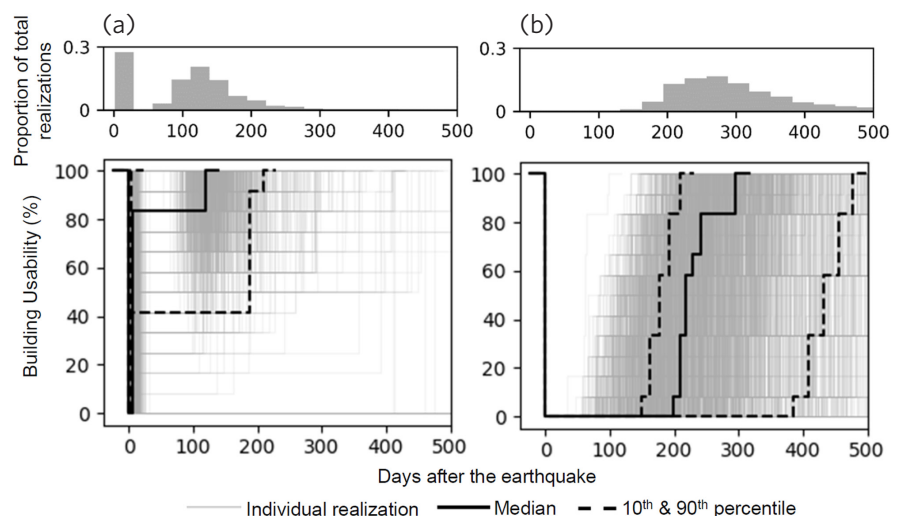 (a)
(b)
Proportion of total
realizations
0.3
0
0 100 200 300 400 500
0.3
0
0 100 200 300 400 500
Building Usability (%)
100
80
60
40
20
0
0 100 200 300 400 500
100
80
60
40
20
0
0 100 200 300 400 500
Days after the earthquake
Individual realization Median 10th & 90th percentile